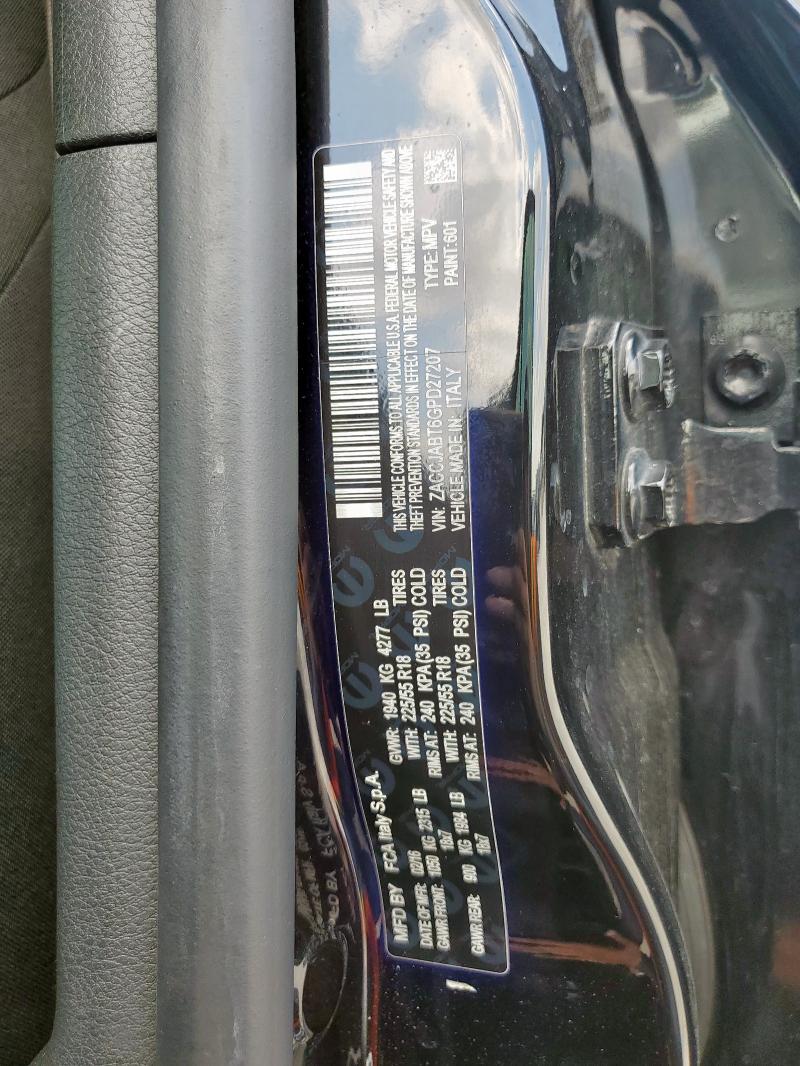 MFD BY FCA Italy S.p.A.
DATE OF MFR: 02/16 GVWR: 1940 KG 4277 LB
GAWR FRONT: 1050 KG 2315 LB WITH: 225/55 R18 TIRES
18x7 RIMS AT: 240 KPA(35 PSI) COLD
GAWR REAR: 900 KG 1984 LB WITH: 225/55 R18 TIRES
18x7 RIMS AT: 240 KPA(35 PSI) COLD
THIS VEHICLE CONFORMS TO ALL APPLICABLE U.S.A. FEDERAL MOTOR VEHICLE SAFETY AND
THEFT PREVENTION STANDARDS IN EFFECT ON THE DATE OF MANUFACTURE SHOWN ABOVE
VIN: ZACCJABT6GPD27207 TYPE: MPV
VEHICLE MADE IN: ITALY PAINT: 601